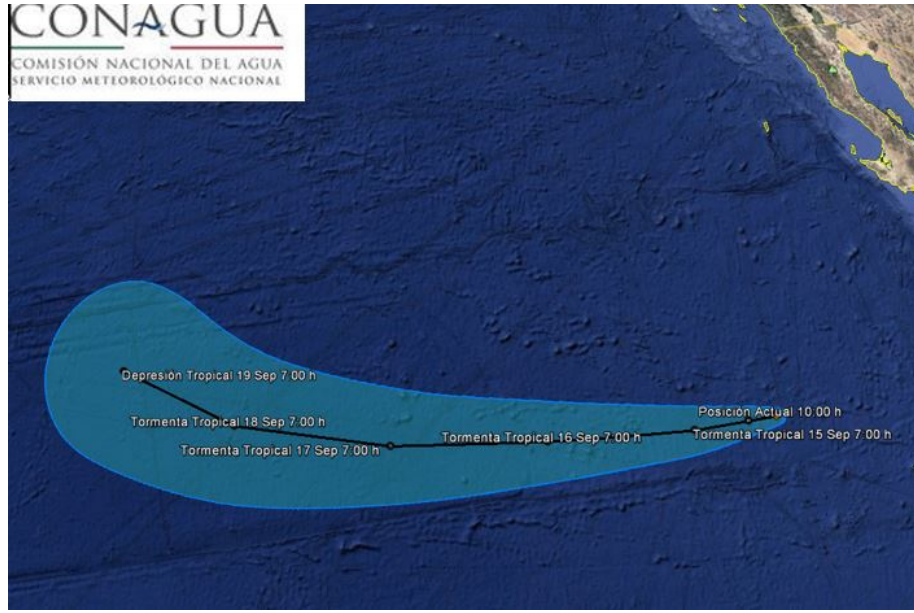 CONAGUA
COMISIÓN NACIONAL DEL AGUA
SERVICIO METEOROLÓGICO NACIONAL
Depresión Tropical 19 Sep 7:00 h
Posición Actual 10:00 h
Tormenta Tropical 18 Sep 7:00 h
Tormenta Tropical 16 Sep 7:00 h
Tormenta Tropical 15 Sep 7:00 h
Tormenta Tropical 17 Sep 7:00 h